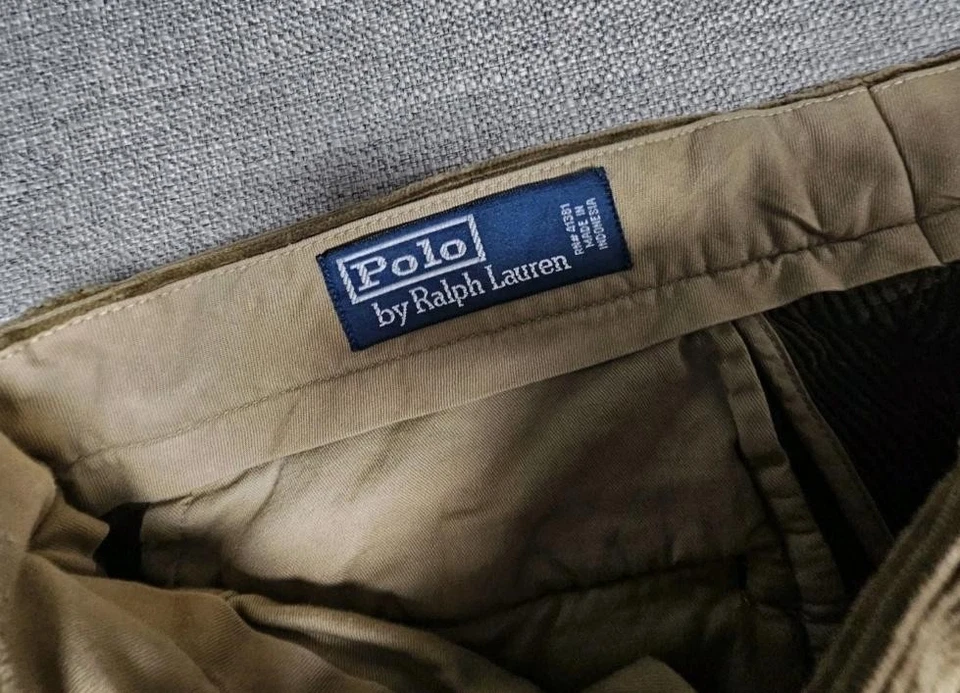 Polo
by Ralph Lauren
RN# 41381
MADE IN
INDONESIA